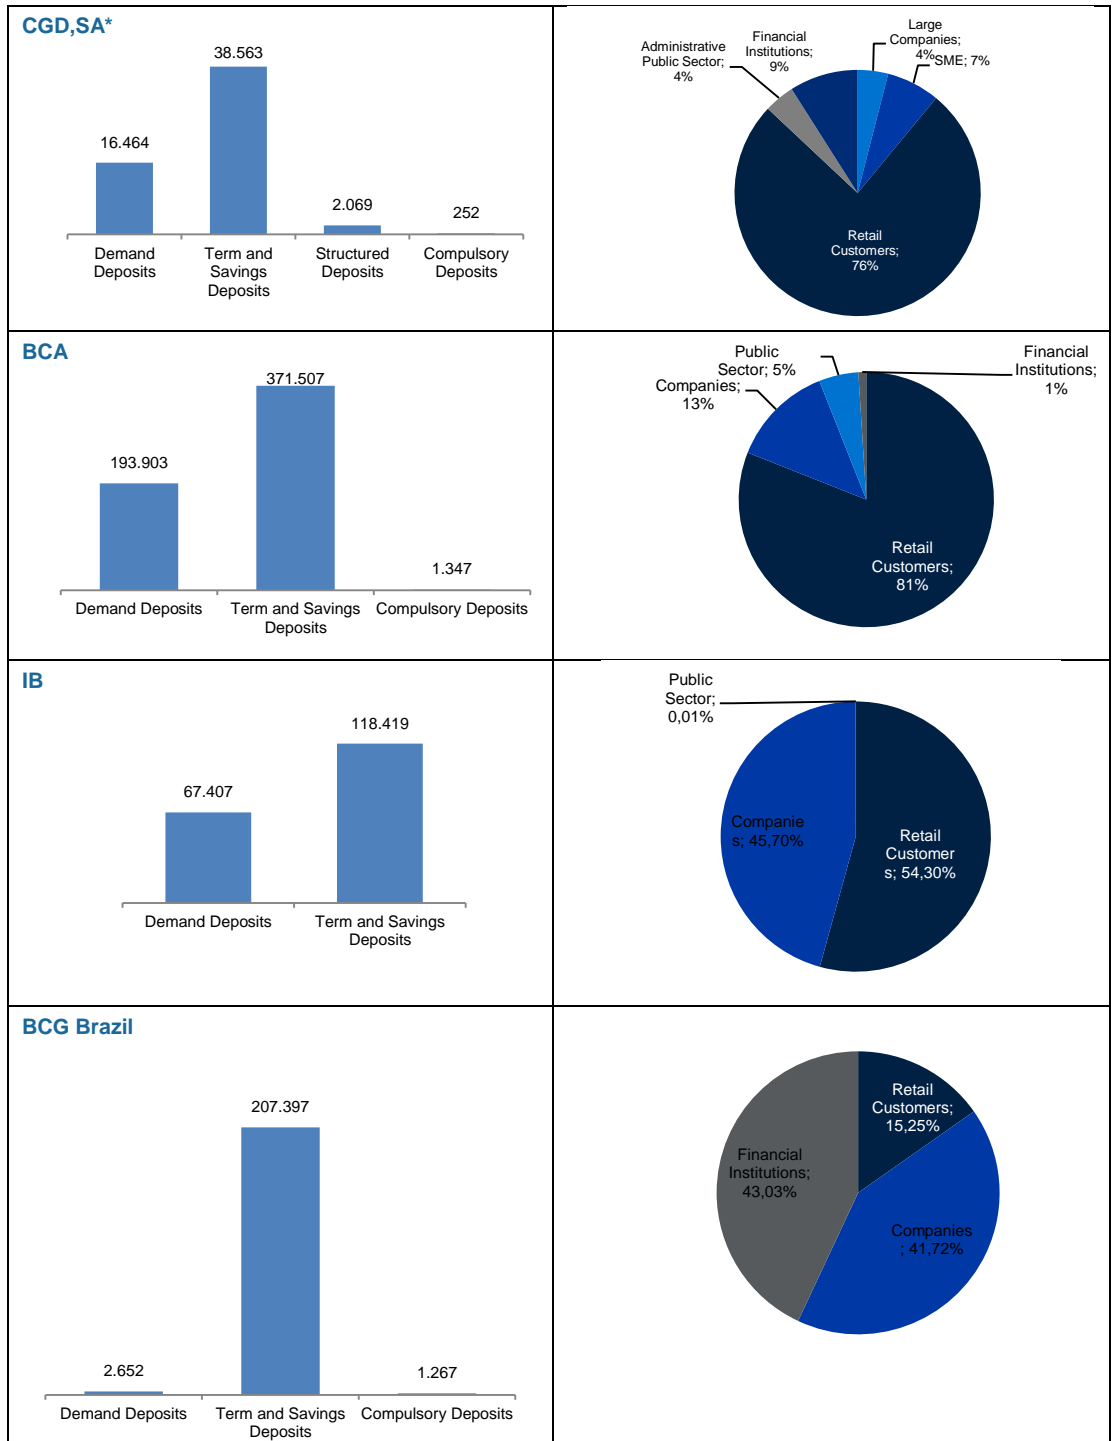 CGD,SA*
38.563
16.464
2.069
252
Demand
Deposits
Term and
Savings
Deposits
Structured
Deposits
Compulsory
Deposits
Administrative
Public Sector;
4%
Financial
Institutions;
9%
Large
Companies;
4%
SME; 7%
Retail
Customers;
76%
BCA
371.507
193.903
1.347
Demand Deposits
Term and Savings
Deposits
Compulsory Deposits
Public
Sector; 5%
Companies;
13%
Financial
Institutions;
1%
Retail
Customers;
81%
IB
118.419
67.407
Demand Deposits
Term and Savings
Deposits
Public
Sector;
0,01%
Companie
s; 45,70%
Retail
Customer
s; 54,30%
BCG Brazil
207.397
2.652
1.267
Demand Deposits
Term and Savings
Deposits
Compulsory Deposits
Retail
Customers;
15,25%
Financial
Institutions;
43,03%
Companies
; 41,72%